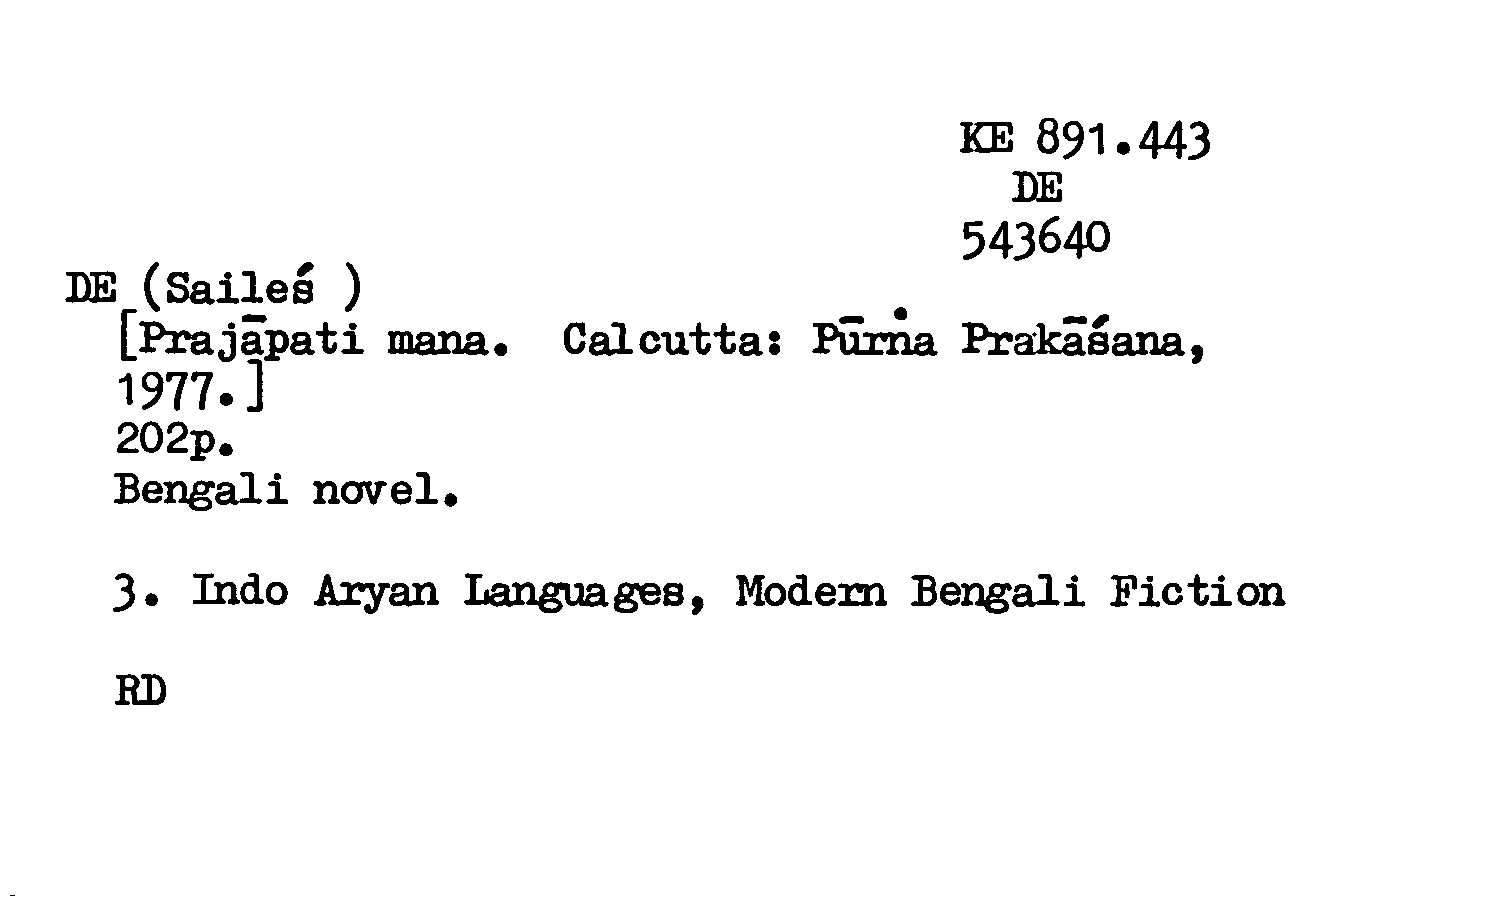 KE 891.443
DE
543640
DE (Saileś )
[Prajāpati mana. Calcutta: Pūrṅa Prakāśana,
1977.]
202p.
Bengali novel.
3. Indo Aryan Languages, Modern Bengali Fiction
RD